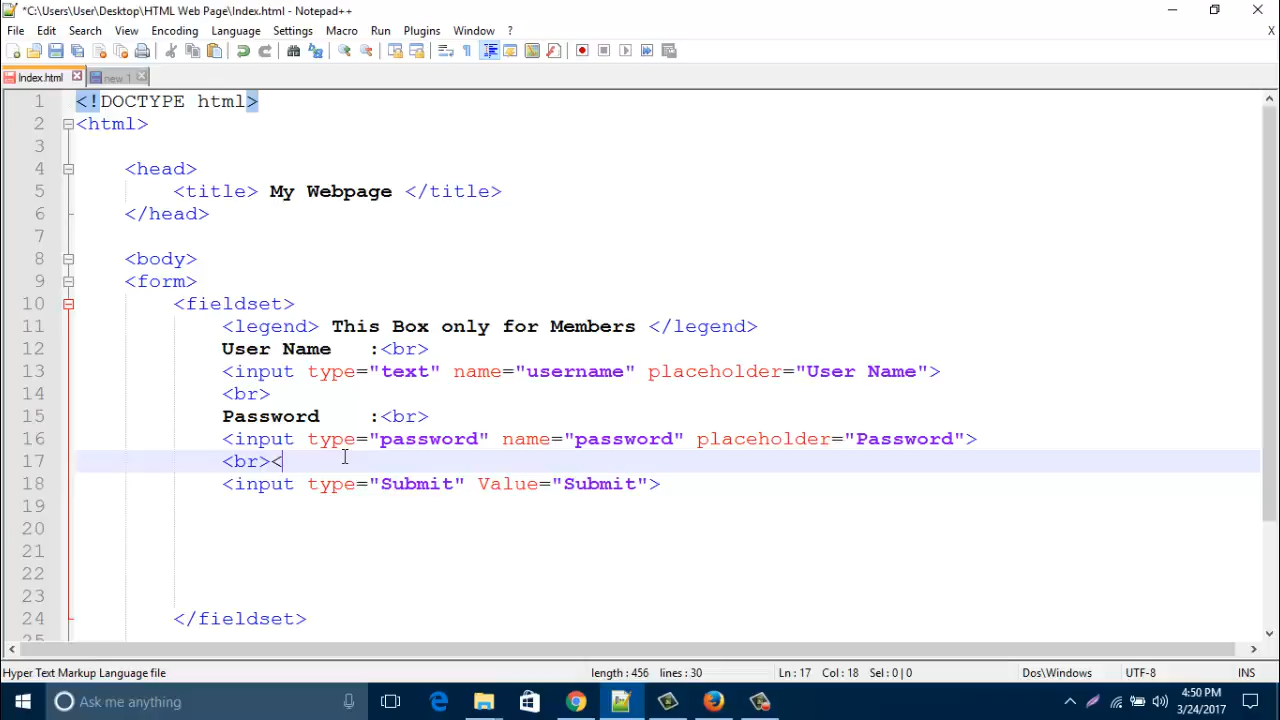 *C:\Users\User\Desktop\HTML Web Page\Index.html - Notepad++
File Edit Search View Encoding Language Settings Macro Run Plugins Window ? X
Index.html new 1
1 <!DOCTYPE html>
2 <html>
3
4 <head>
5 <title> My Webpage </title>
6 </head>
7
8 <body>
9 <form>
10 <fieldset>
11 <legend> This Box only for Members </legend>
12 User Name :<br>
13 <input type="text" name="username" placeholder="User Name">
14 <br>
15 Password :<br>
16 <input type="password" name="password" placeholder="Password">
17 <br><
18 <input type="Submit" Value="Submit">
19
20
21
22
23
24 </fieldset>
25
Hyper Text Markup Language file length : 456 lines : 30 Ln : 17 Col : 18 Sel : 0 | 0 Dos\Windows UTF-8 INS
Ask me anything
4:50 PM
3/24/2017